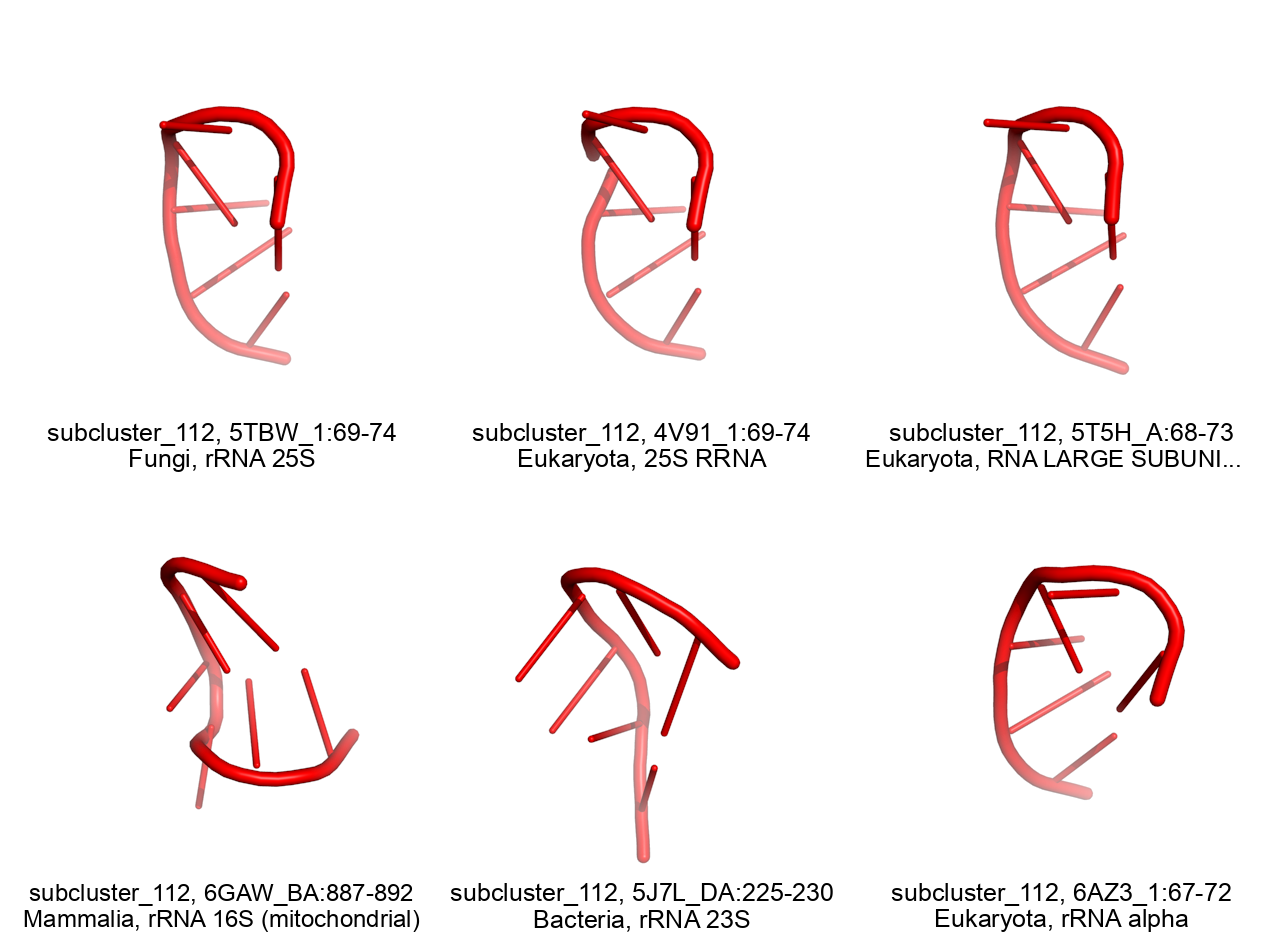 subcluster_112, 5TBW_1:69-74
Fungi, rRNA 25S
subcluster_112, 4V91_1:69-74
Eukaryota, 25S RRNA
subcluster_112, 5T5H_A:68-73
Eukaryota, RNA LARGE SUBUNI...
subcluster_112, 6GAW_BA:887-892
Mammalia, rRNA 16S (mitochondrial)
subcluster_112, 5J7L_DA:225-230
Bacteria, rRNA 23S
subcluster_112, 6AZ3_1:67-72
Eukaryota, rRNA alpha